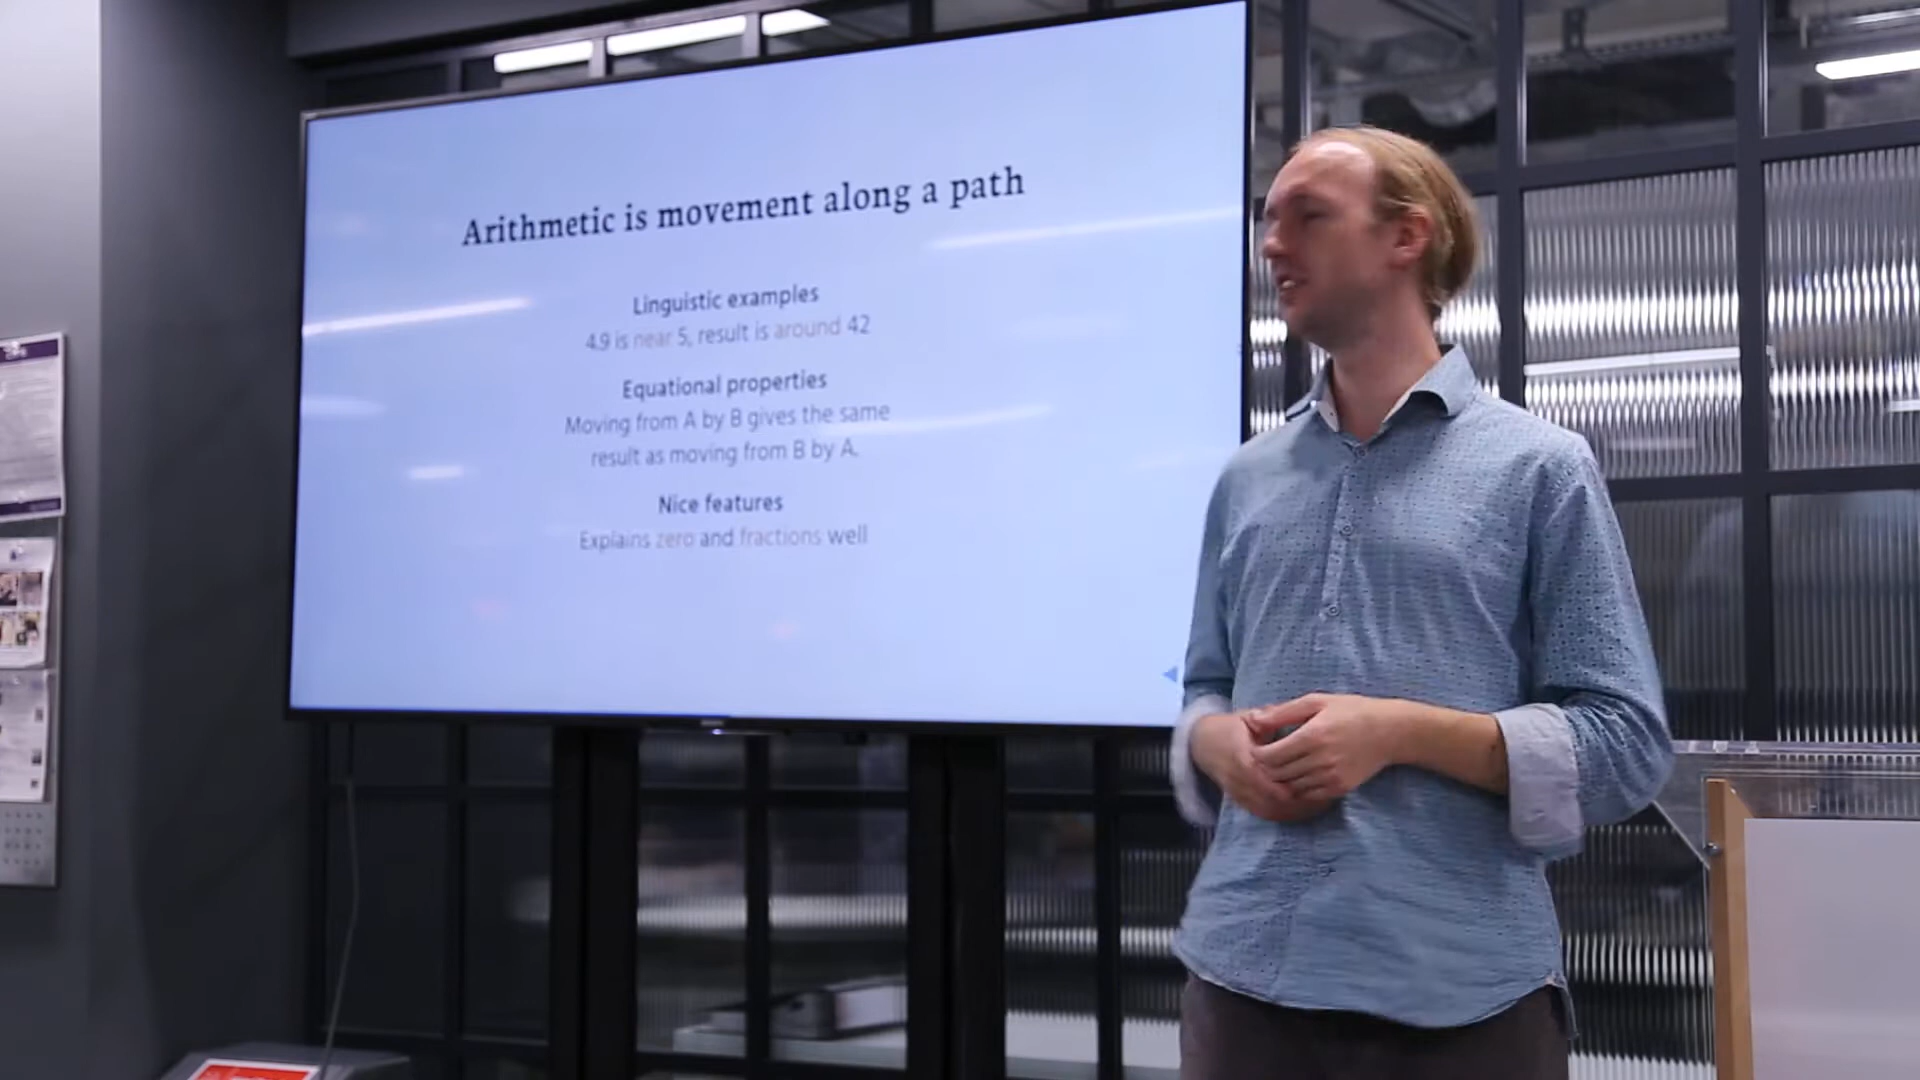 Arithmetic is movement along a path
Linguistic examples
4.9 is near 5, result is around 42
Equational properties
Moving from A by B gives the same
result as moving from B by A.
Nice features
Explains zero and fractions well